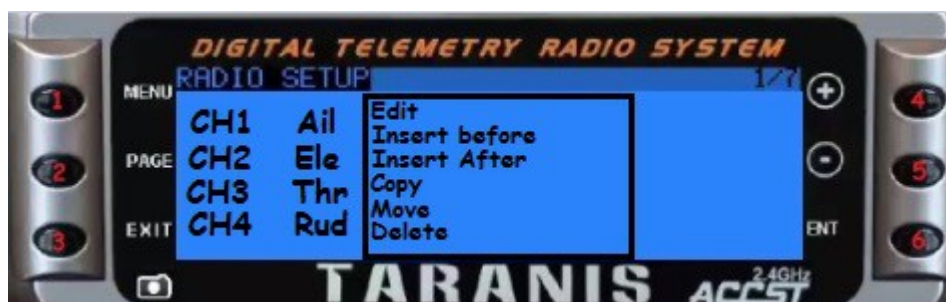 DIGITAL TELEMETRY RADIO SYSTEM
RADIO SETUP 1/7
MENU
PAGE
EXIT
1
2
3
CH1 Ail
CH2 Ele
CH3 Thr
CH4 Rud
Edit
Insert before
Insert After
Copy
Move
Delete
+
-
ENT
4
5
6
TARANIS
ACCST 2.4GHz